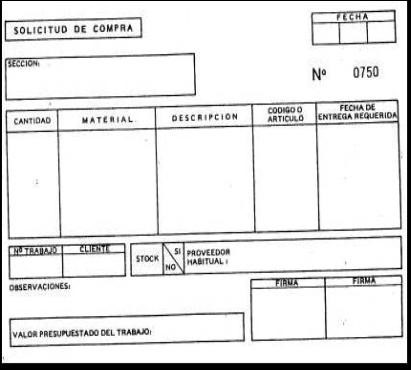 FECHA
SOLICITUD DE COMPRA
SECCION:
Nº 0750
CANTIDAD MATERIAL DESCRIPCION CODIGO O ARTICULO FECHA DE ENTREGA REQUERIDA
Nº TRABAJO CLIENTE STOCK SI NO PROVEEDOR HABITUAL:
OBSERVACIONES:
FIRMA FIRMA
VALOR PRESUPUESTADO DEL TRABAJO: